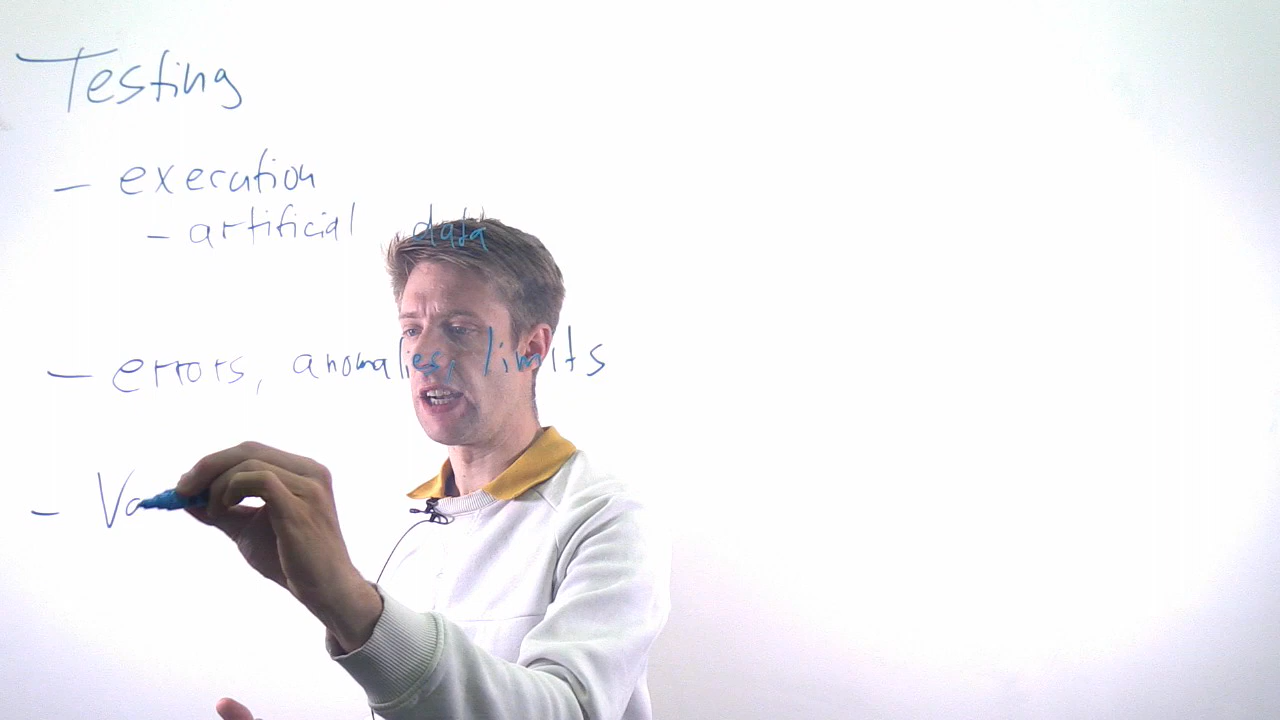 Testing
- execution
- artificial data
- errors, anomalies, limits
- Va